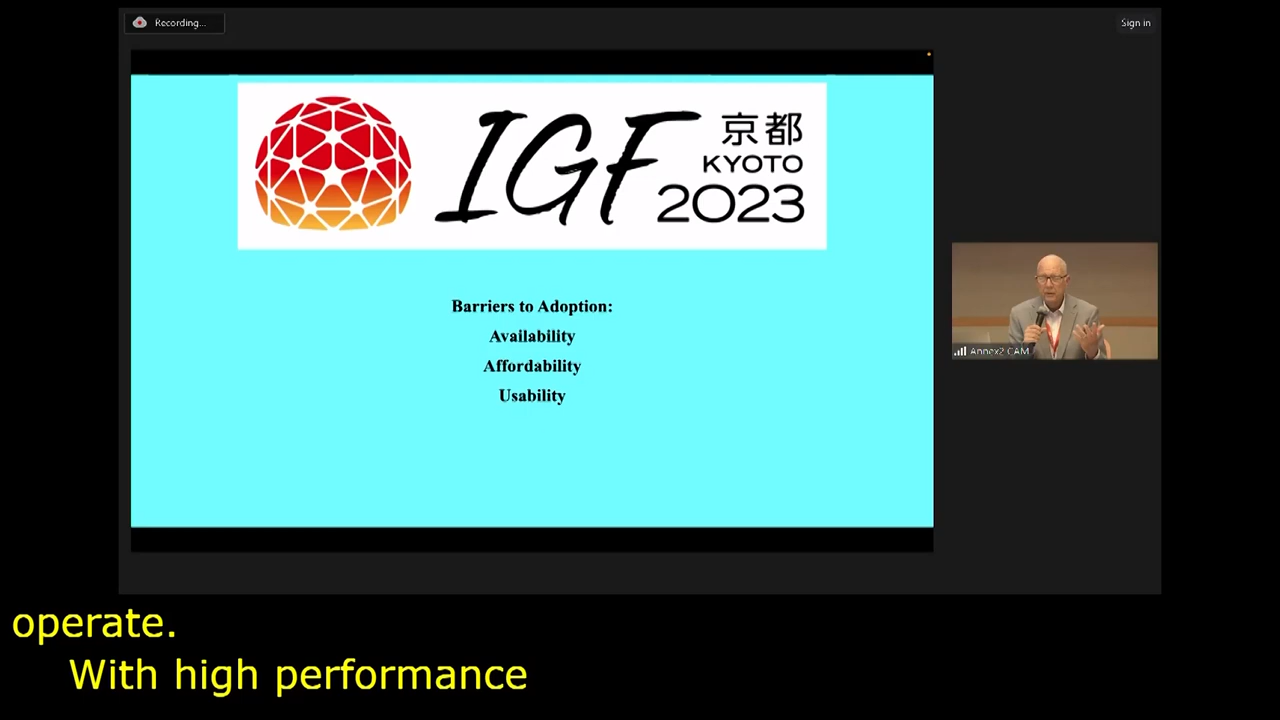 Recording...
Sign in
IGF
京都
KYOTO
2023
Barriers to Adoption:
Availability
Affordability
Usability
Annex2 CAM
operate.
With high performance